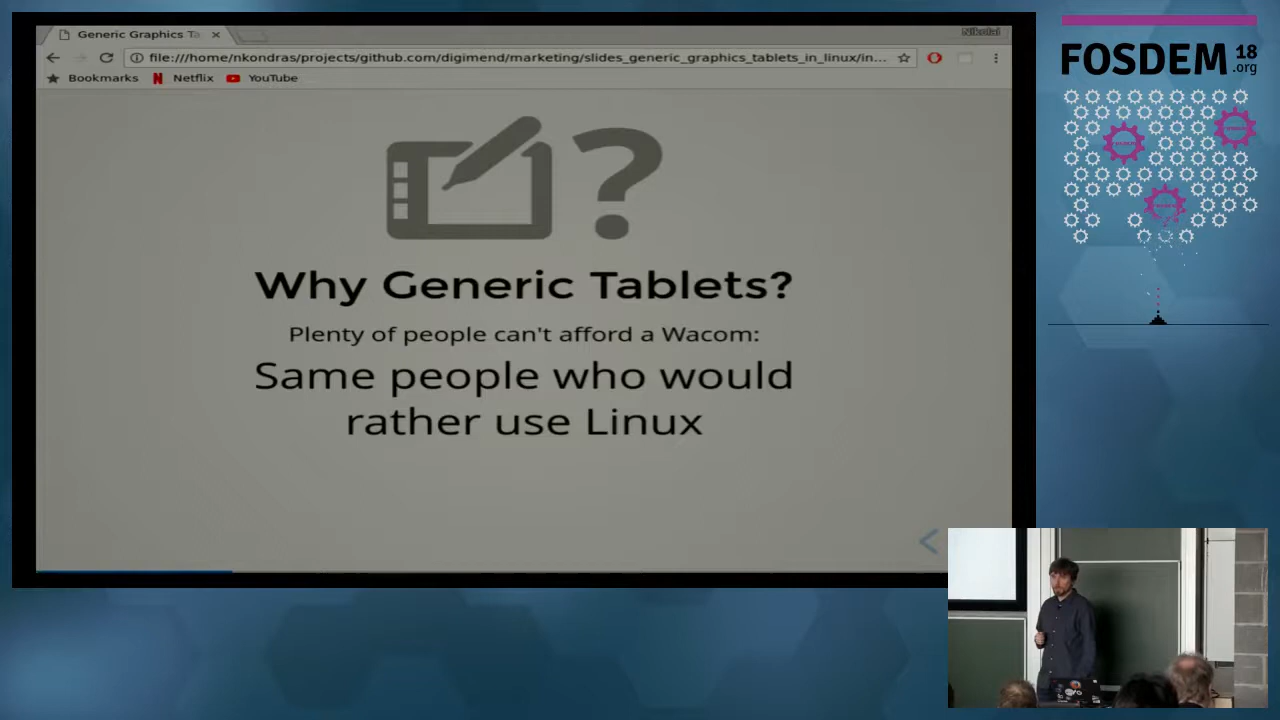 Generic Graphics Ta
Nikolai
file:///home/nkondras/projects/github.com/digimend/marketing/slides_generic_graphics_tablets_in_linux/in...
Bookmarks
Netflix
YouTube
Why Generic Tablets?
Plenty of people can't afford a Wacom:
Same people who would
rather use Linux
FOSDEM 18
.org